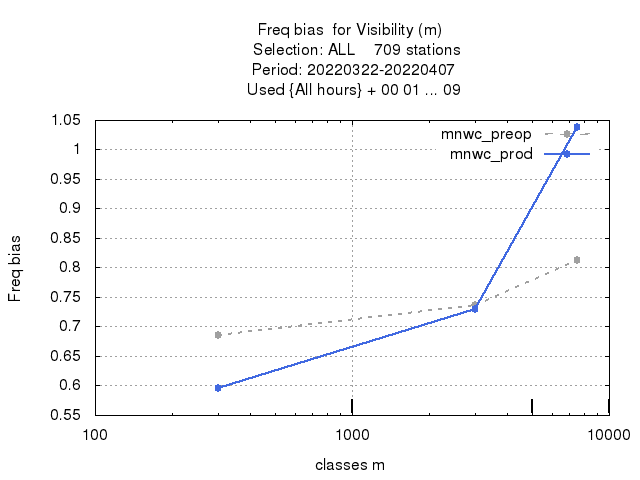 Freq bias for Visibility (m)
Selection: ALL 709 stations
Period: 20220322-20220407
Used {All hours} + 00 01 ... 09
mnwc_preop
mnwc_prod
1.05
1
0.95
0.9
0.85
0.8
0.75
0.7
0.65
0.6
0.55
Freq bias
100
1000
10000
classes m